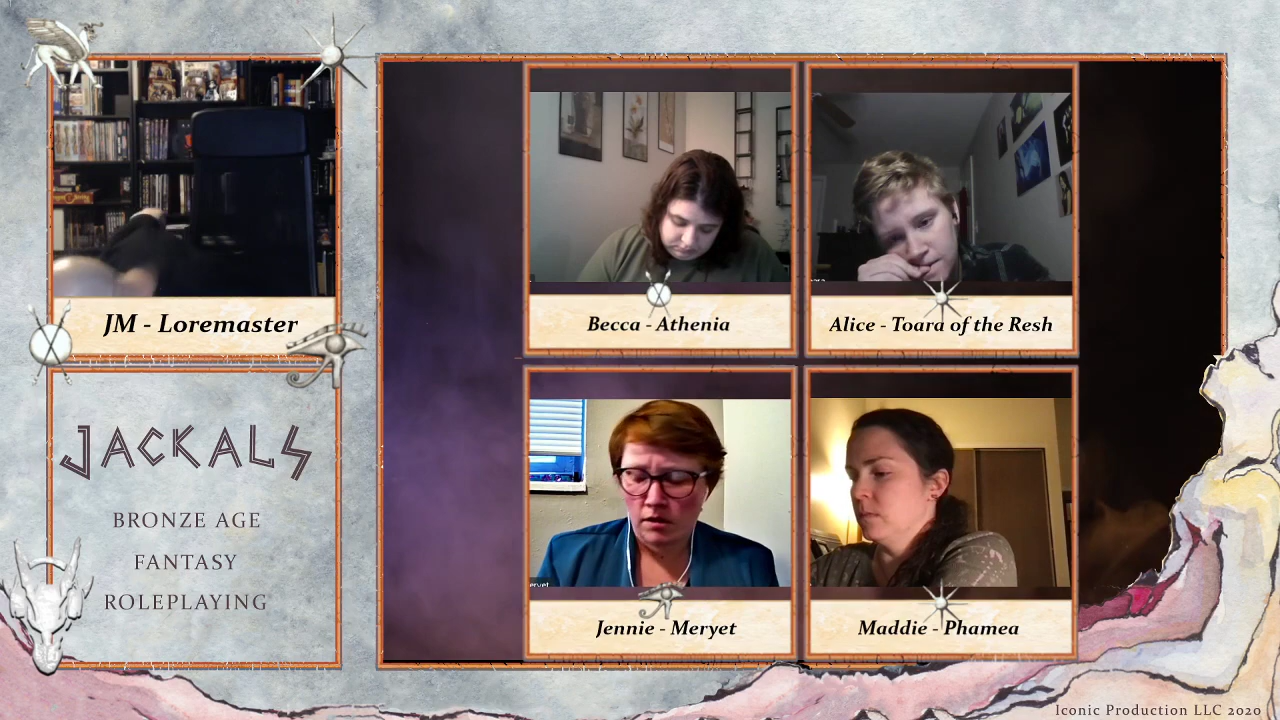 JM - Loremaster
JACKALS
BRONZE AGE
FANTASY
ROLEPLAYING
Becca - Athenia
Alice - Toara of the Resh
Jennie - Meryet
Maddie - Phamea
Iconic Production LLC 2020